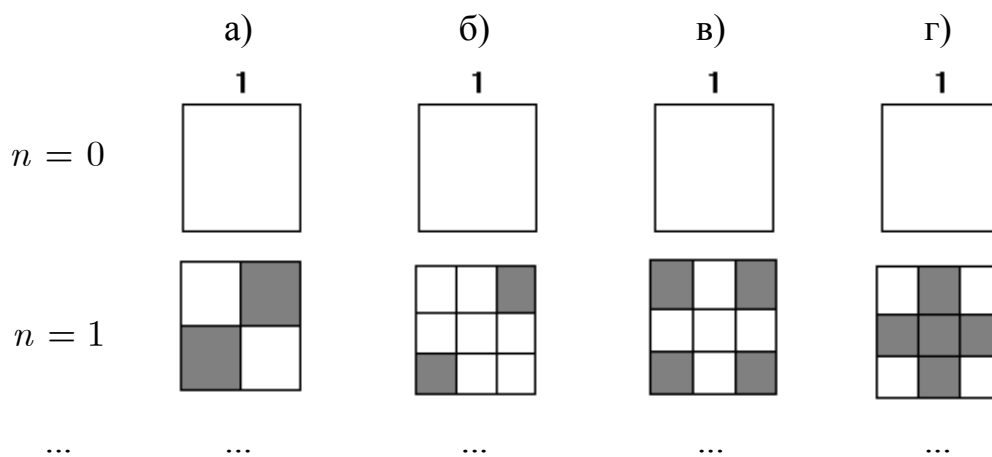 а) б) в) г)
1 1 1 1
n = 0
n = 1
... ... ... ... ...